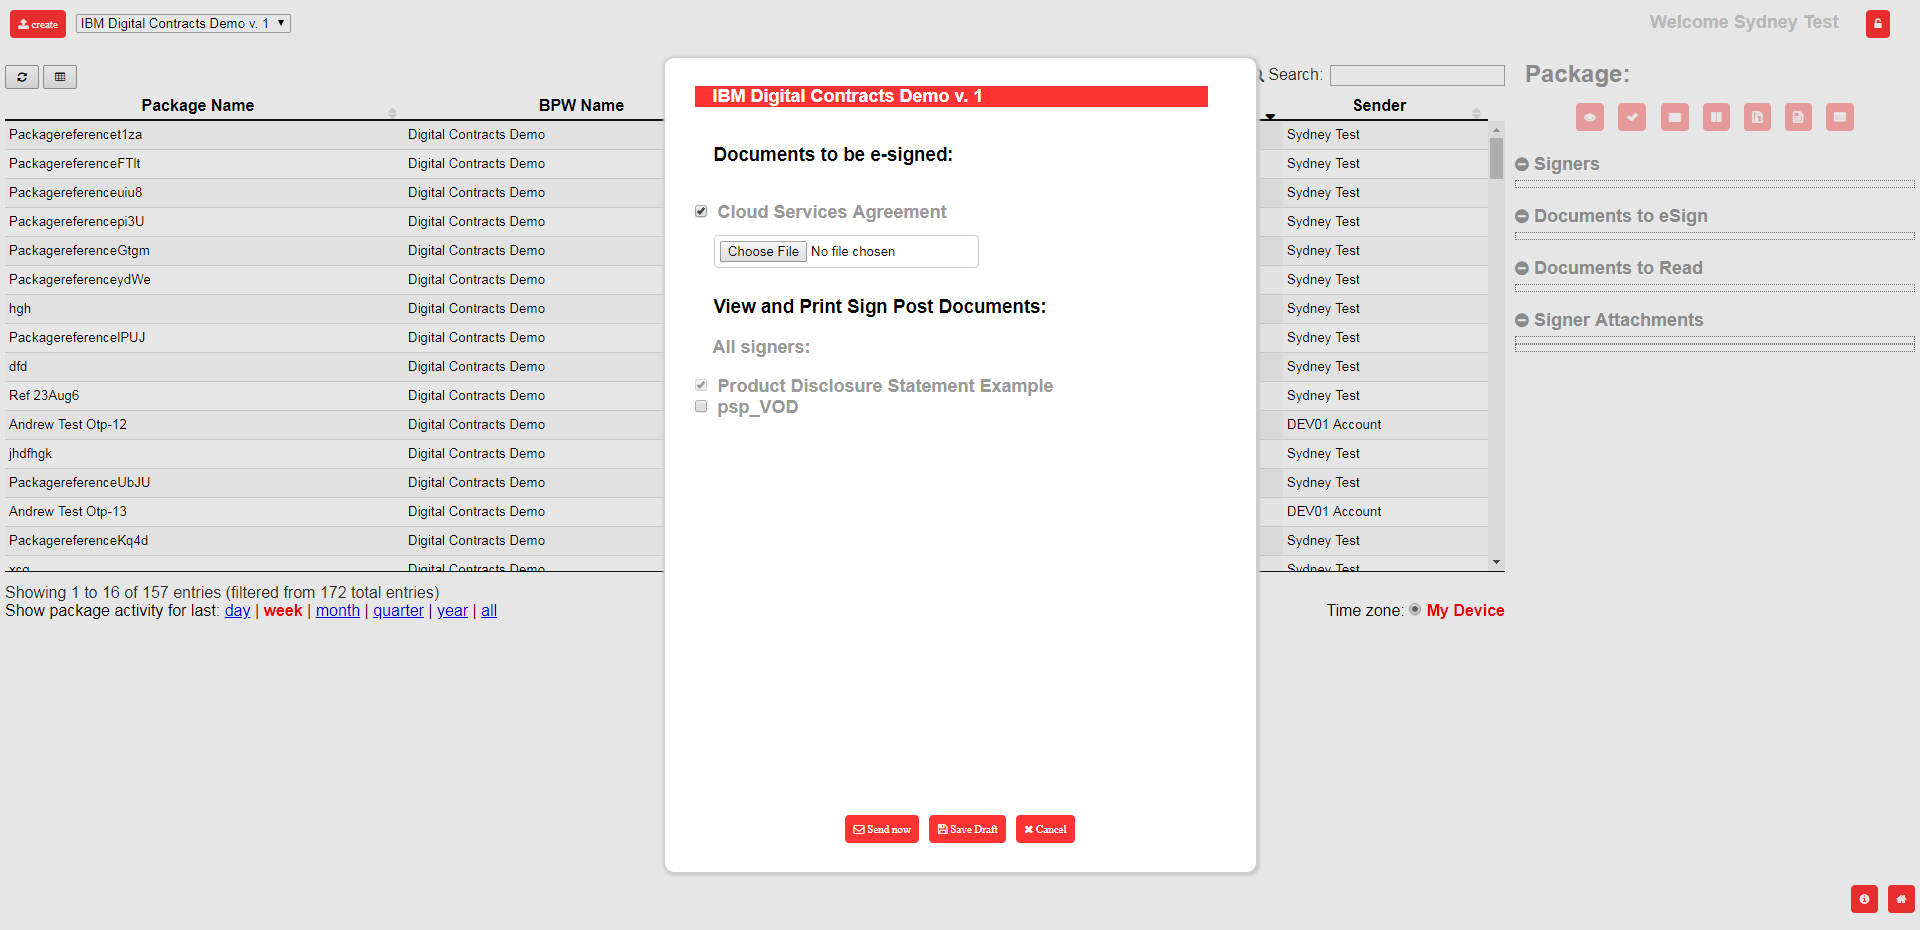 create
IBM Digital Contracts Demo v. 1
Welcome Sydney Test
Search:
Package Name
BPW Name
Sender
Packagereferencet1za
Digital Contracts Demo
Sydney Test
PackagereferenceFTlt
Digital Contracts Demo
Sydney Test
Packagereferenceuiu8
Digital Contracts Demo
Sydney Test
Packagereferencepi3U
Digital Contracts Demo
Sydney Test
PackagereferenceGtgm
Digital Contracts Demo
Sydney Test
PackagereferenceydWe
Digital Contracts Demo
Sydney Test
hgh
Digital Contracts Demo
Sydney Test
PackagereferenceIPUJ
Digital Contracts Demo
Sydney Test
dfd
Digital Contracts Demo
Sydney Test
Ref 23Aug6
Digital Contracts Demo
Sydney Test
Andrew Test Otp-12
Digital Contracts Demo
DEV01 Account
jhdfhgk
Digital Contracts Demo
Sydney Test
PackagereferenceUbJU
Digital Contracts Demo
Sydney Test
Andrew Test Otp-13
Digital Contracts Demo
DEV01 Account
PackagereferenceKq4d
Digital Contracts Demo
Sydney Test
Digital Contracts Demo
Sydney Test
Showing 1 to 16 of 157 entries (filtered from 172 total entries)
Show package activity for last: day | week | month | quarter | year | all
Time zone: My Device
IBM Digital Contracts Demo v. 1
Documents to be e-signed:
Cloud Services Agreement
Choose File No file chosen
View and Print Sign Post Documents:
All signers:
Product Disclosure Statement Example
psp_VOD
Send now
Save Draft
Cancel
Package:
Signers
Documents to eSign
Documents to Read
Signer Attachments